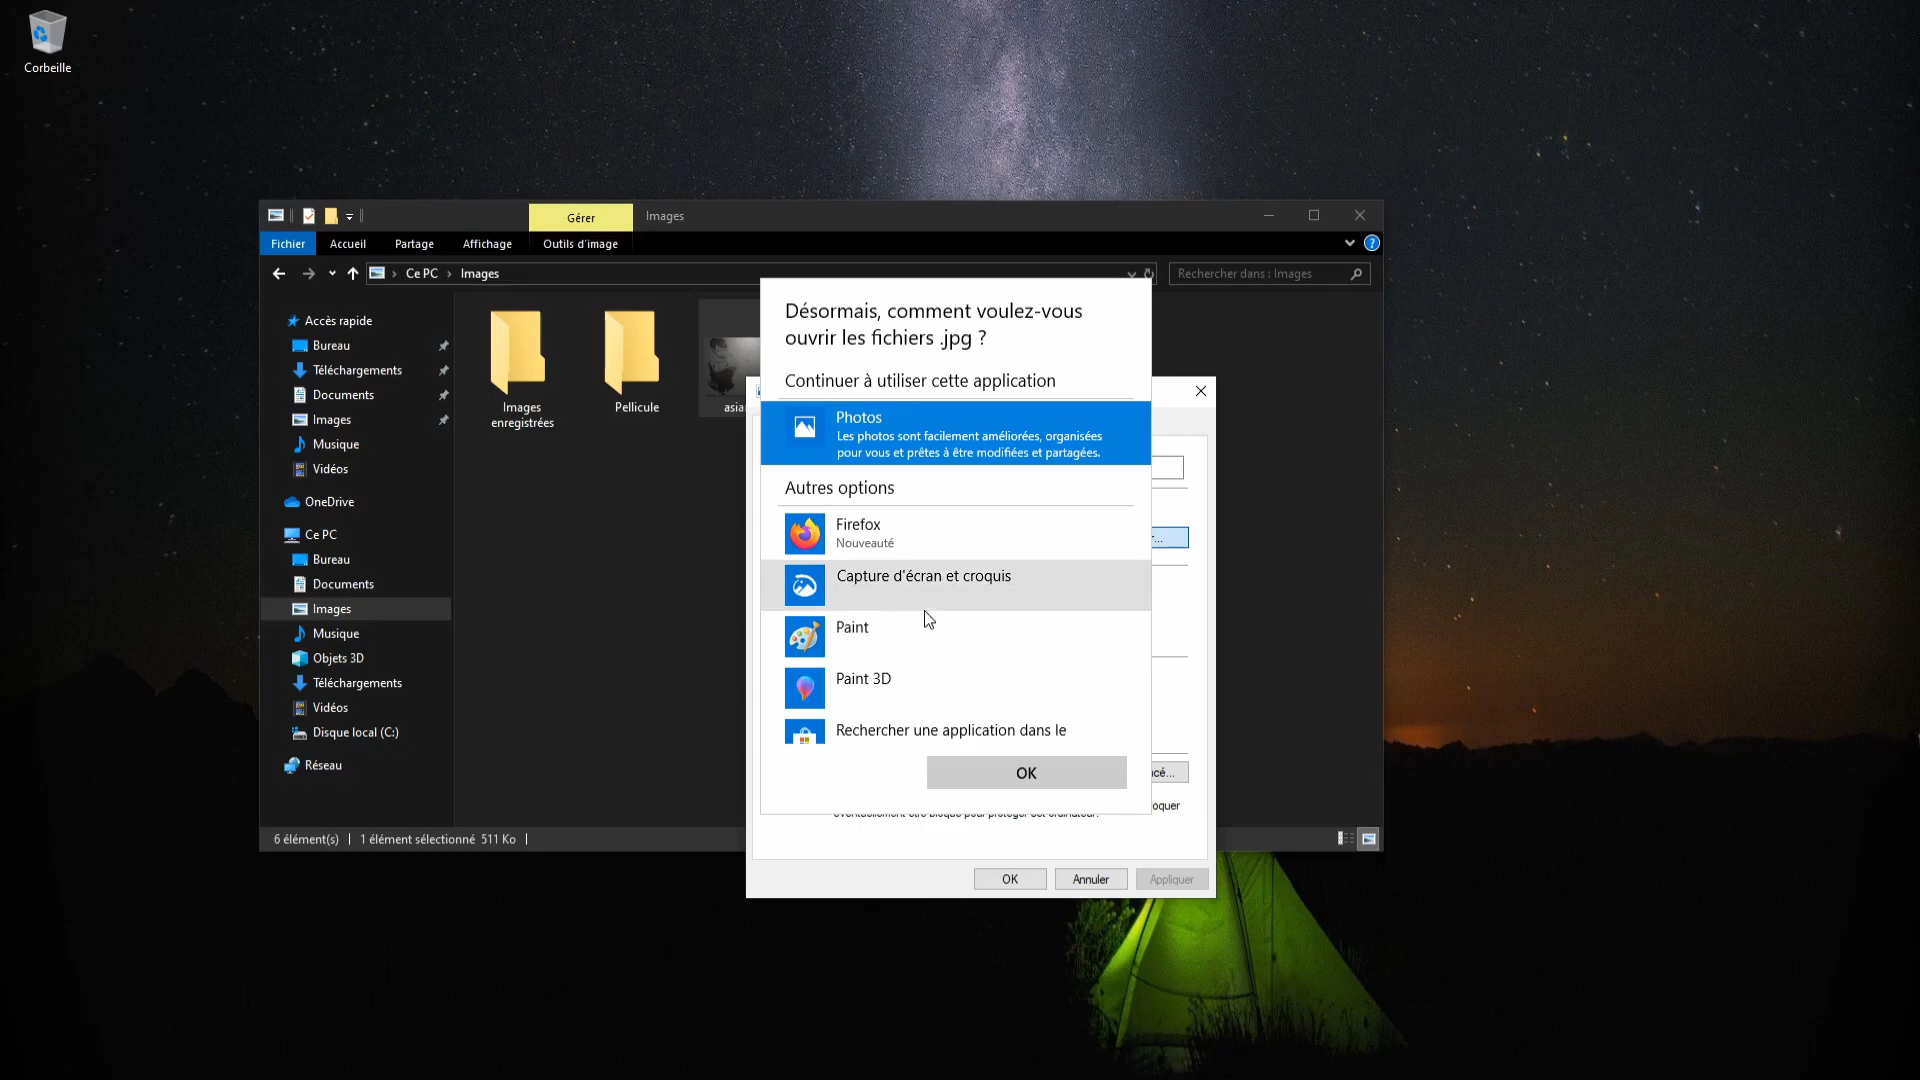 Corbeille
Gérer
Images
Fichier
Accueil
Partage
Affichage
Outils d'image
Ce PC
Images
Rechercher dans : Images
Accès rapide
Bureau
Téléchargements
Documents
Images
Musique
Vidéos
OneDrive
Ce PC
Bureau
Documents
Images
Musique
Objets 3D
Téléchargements
Vidéos
Disque local (C:)
Réseau
Images
enregistrées
Pellicule
asia
Désormais, comment voulez-vous
ouvrir les fichiers .jpg ?
Continuer à utiliser cette application
Photos
Les photos sont facilement améliorées, organisées
pour vous et prêtes à être modifiées et partagées.
Autres options
Firefox
Nouveauté
Capture d'écran et croquis
Paint
Paint 3D
Rechercher une application dans le
OK
r...
ncé...
oquer
OK
Annuler
Appliquer
6 élément(s)
1 élément sélectionné 511 Ko